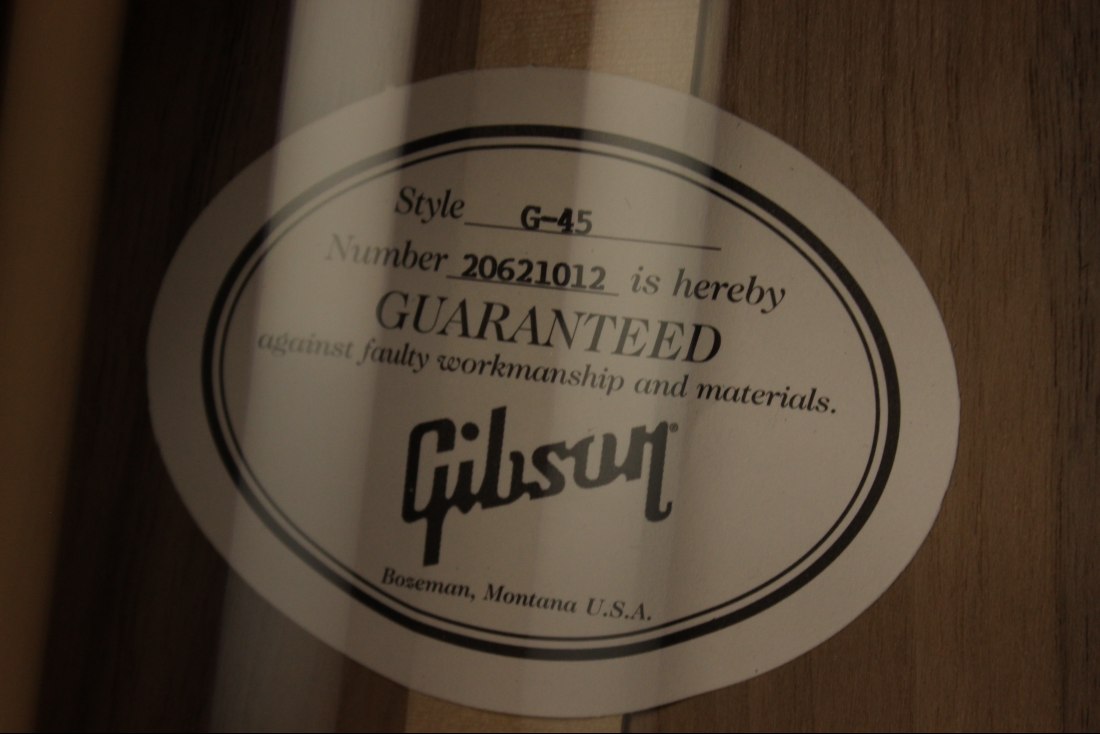 Style G-45
Number 20621012 is hereby
GUARANTEED
against faulty workmanship and materials.
Gibson®
Bozeman, Montana U.S.A.